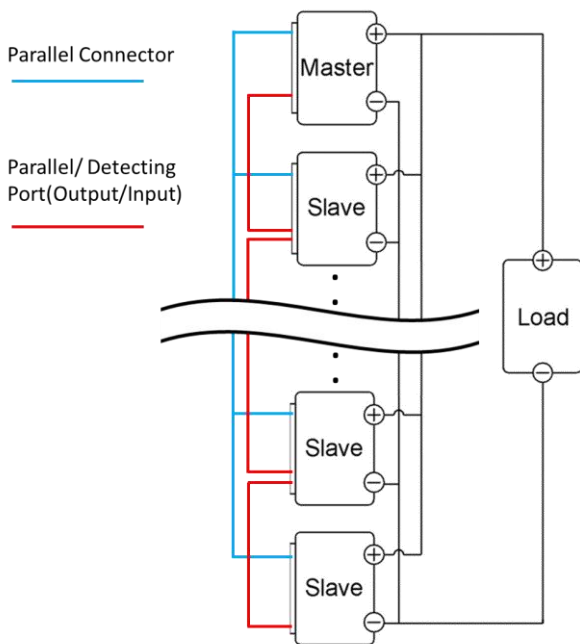 Parallel Connector
Parallel/ Detecting
Port(Output/Input)
Master
Slave
Load
Slave
Slave